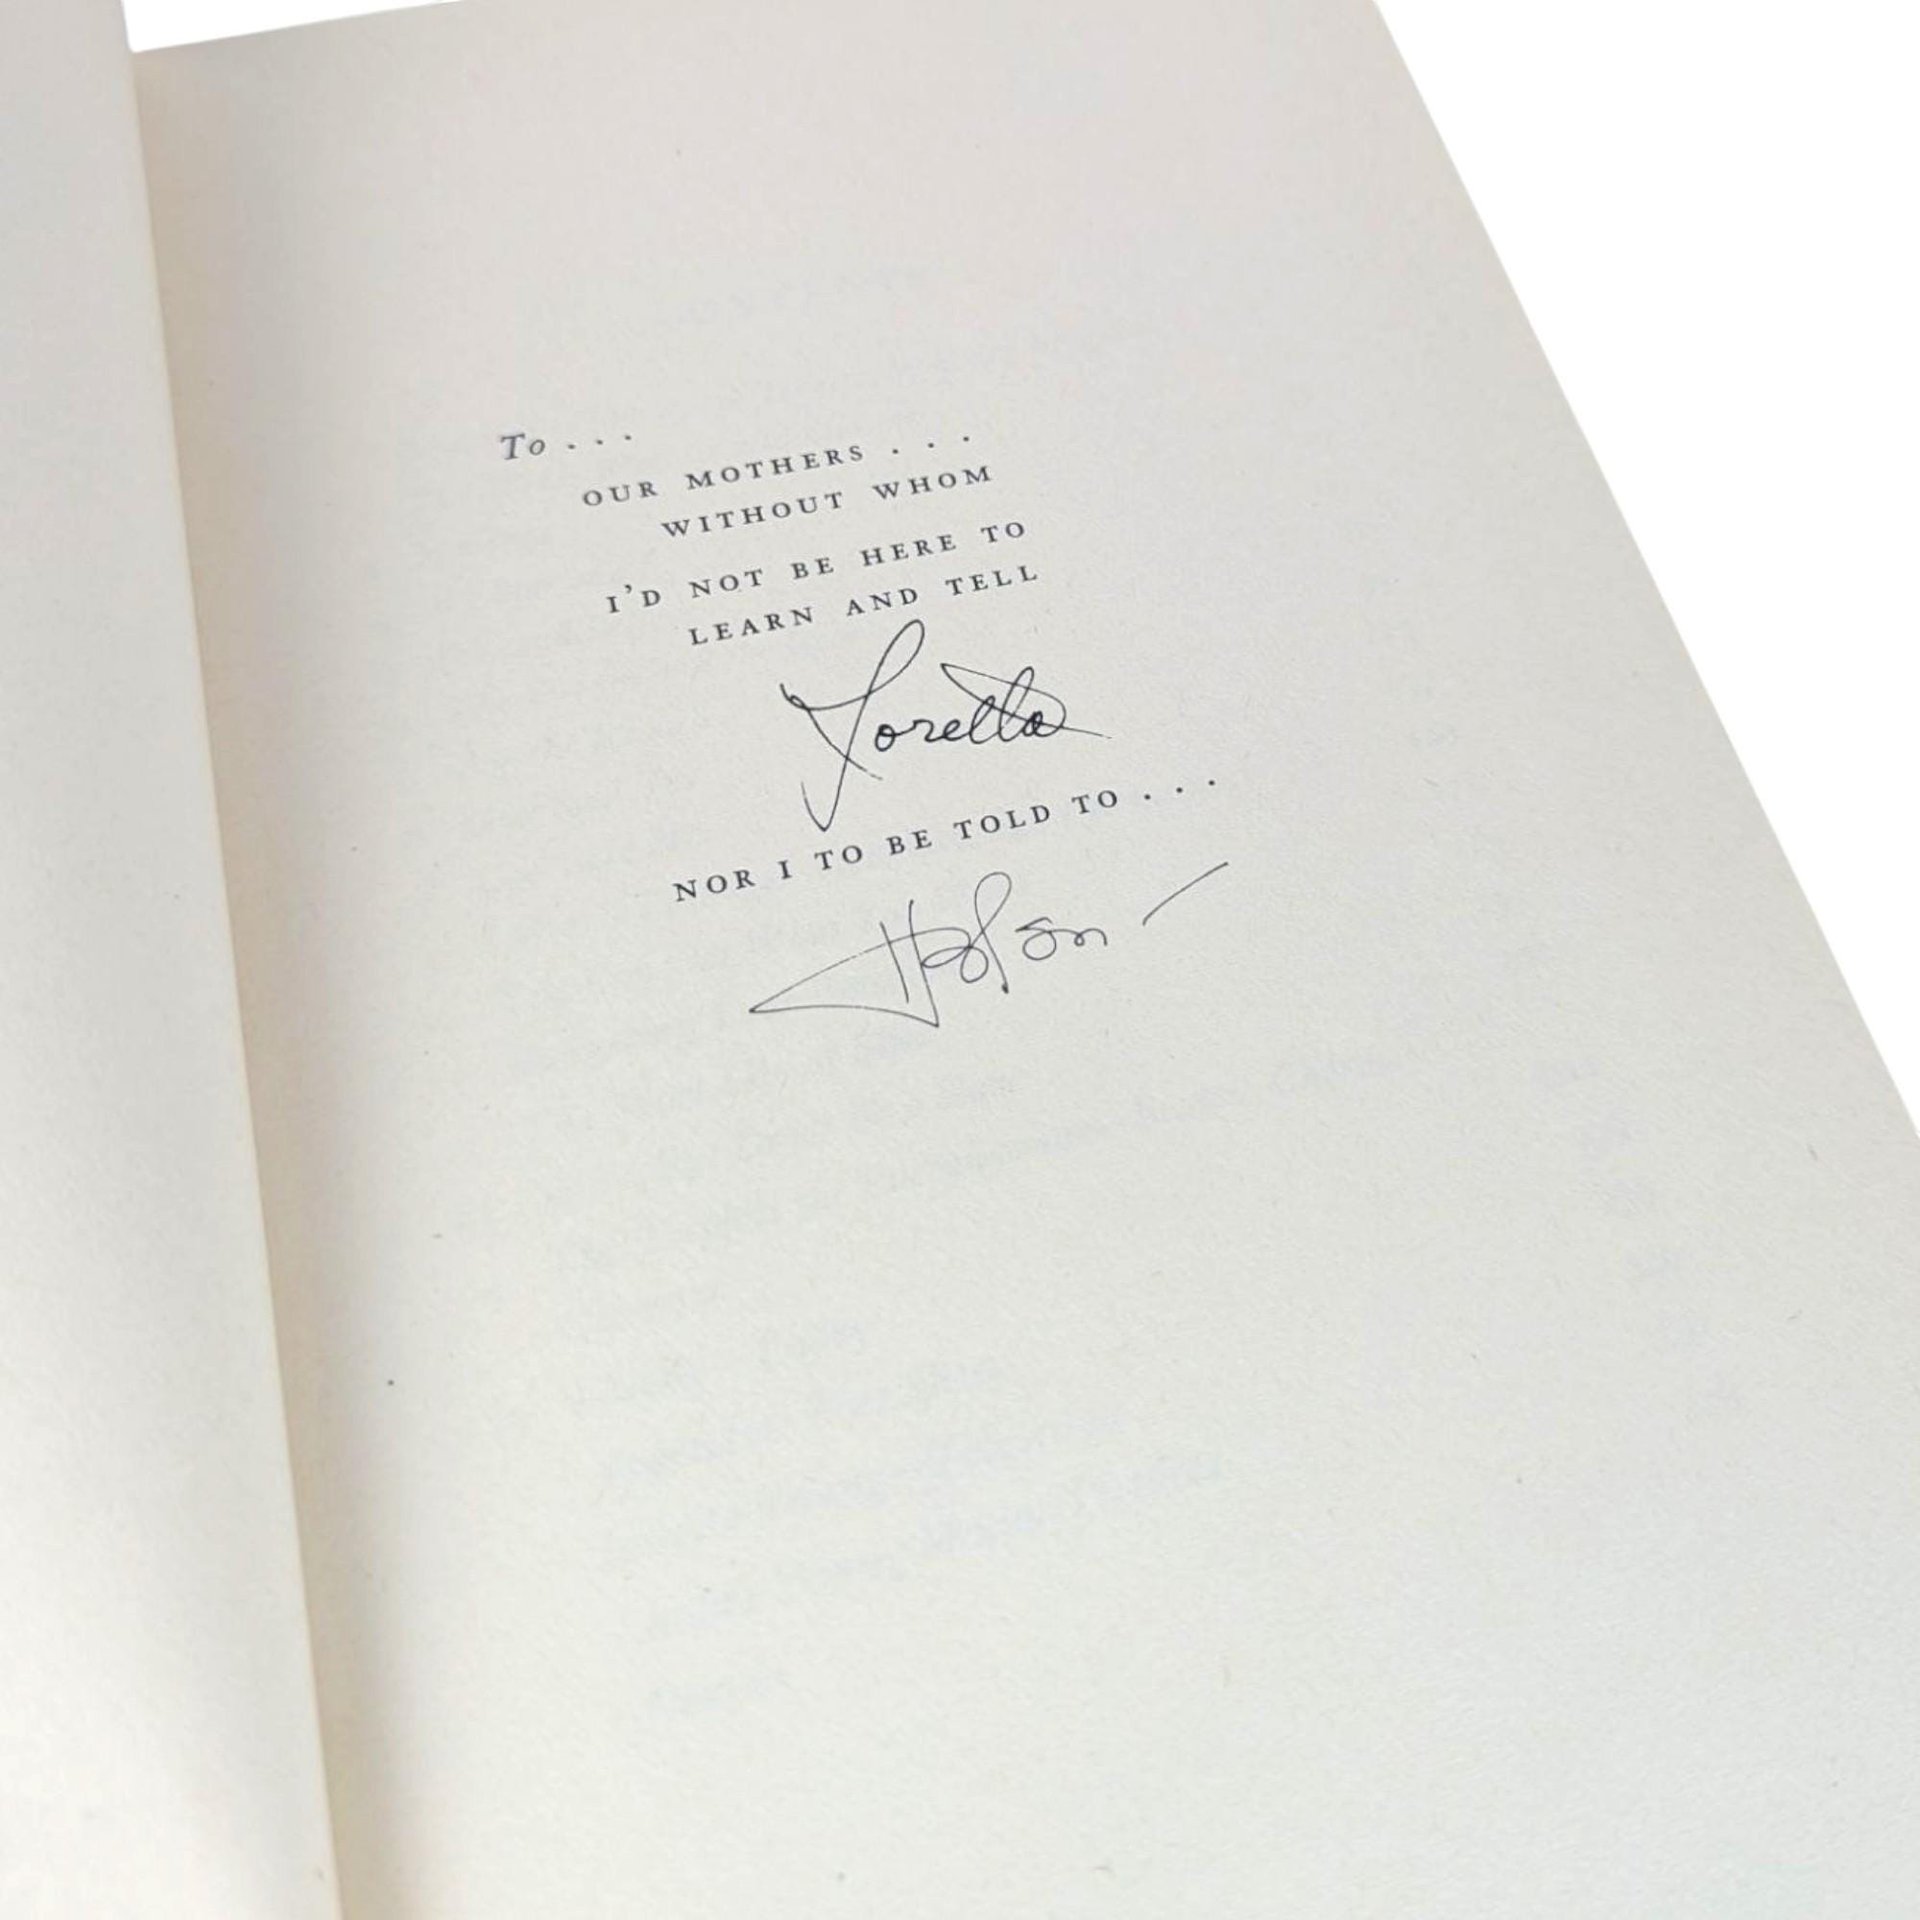 To . . .
OUR MOTHERS . . .
WITHOUT WHOM
I'D NOT BE HERE TO
LEARN AND TELL
Loretta
NOR I TO BE TOLD TO . . .